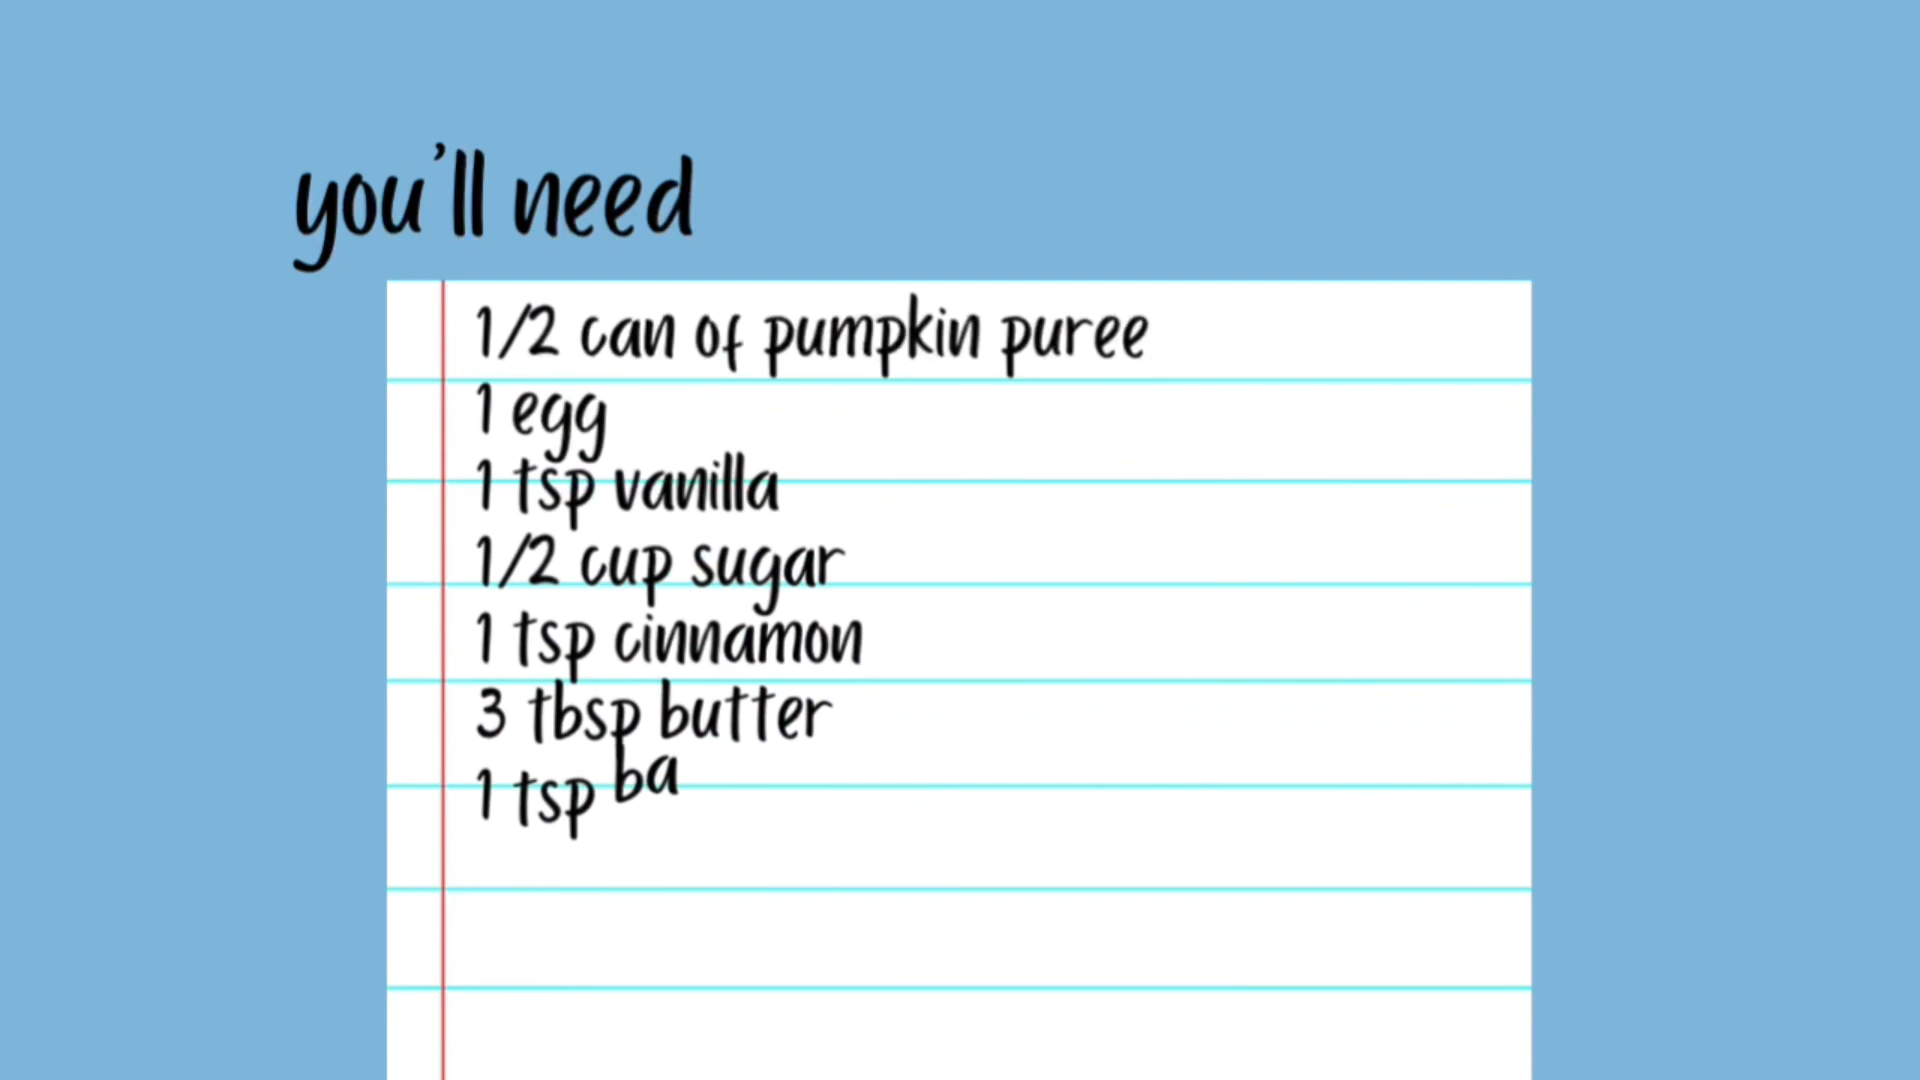 you'll need
1/2 can of pumpkin puree
1 egg
1 tsp vanilla
1/2 cup sugar
1 tsp cinnamon
3 tbsp butter
1 tsp ba